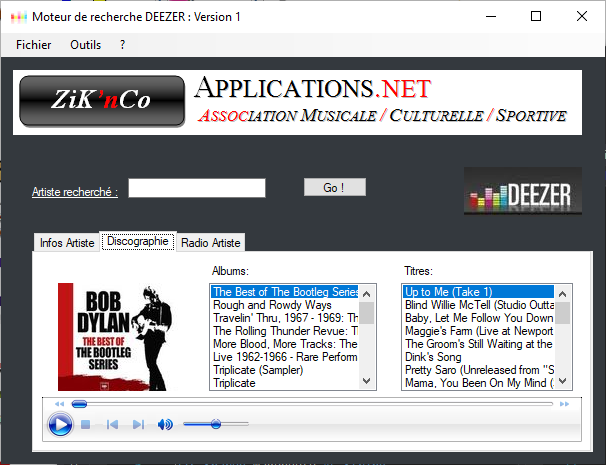 Moteur de recherche DEEZER : Version 1
Fichier Outils ?
ZiK'nCo
APPLICATIONS.NET
ASSOCIATION MUSICALE / CULTURELLE / SPORTIVE
Artiste recherché :
Go !
DEEZER
Infos Artiste Discographie Radio Artiste
BOB
DYLAN
THE BEST OF
THE BOOTLEG
SERIES
Albums:
The Best of The Bootleg Series
Rough and Rowdy Ways
Travelin' Thru, 1967 - 1969: Th
The Rolling Thunder Revue: T
More Blood, More Tracks: The
Live 1962-1966 - Rare Perform
Triplicate (Sampler)
Triplicate
Titres:
Up to Me (Take 1)
Blind Willie McTell (Studio Outta
Baby, Let Me Follow You Down
Maggie's Farm (Live at Newport
The Groom's Still Waiting at the
Dink's Song
Pretty Saro (Unreleased from "S
Mama, You Been On My Mind (